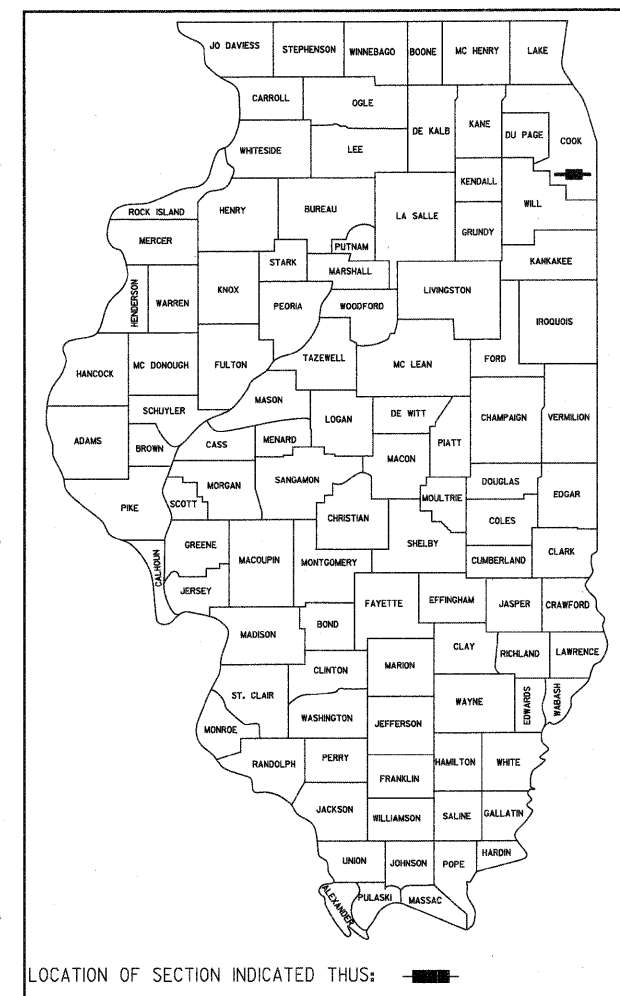 JO DAVIESS
STEPHENSON
WINNEBAGO
BOONE
MC HENRY
LAKE
CARROLL
OGLE
DE KALB
KANE
DU PAGE
COOK
WHITESIDE
LEE
KENDALL
WILL
ROCK ISLAND
HENRY
BUREAU
LA SALLE
GRUNDY
MERCER
PUTNAM
STARK
MARSHALL
KANKAKEE
HENDERSON
WARREN
KNOX
PEORIA
WOODFORD
LIVINGSTON
IROQUOIS
HANCOCK
MC DONOUGH
FULTON
TAZEWELL
MC LEAN
FORD
MASON
SCHUYLER
LOGAN
DE WITT
CHAMPAIGN
VERMILION
ADAMS
BROWN
CASS
MENARD
MACON
PIATT
PIKE
SCOTT
MORGAN
SANGAMON
MOULTRIE
DOUGLAS
EDGAR
CHRISTIAN
COLES
CALHOUN
GREENE
MACOUPIN
MONTGOMERY
SHELBY
CUMBERLAND
CLARK
JERSEY
FAYETTE
EFFINGHAM
JASPER
CRAWFORD
MADISON
BOND
CLAY
RICHLAND
LAWRENCE
CLINTON
MARION
ST. CLAIR
WAYNE
EDWARDS
WABASH
MONROE
WASHINGTON
JEFFERSON
RANDOLPH
PERRY
HAMILTON
WHITE
FRANKLIN
JACKSON
WILLIAMSON
SALINE
GALLATIN
UNION
JOHNSON
POPE
HARDIN
ALEXANDER
PULASKI
MASSAC
LOCATION OF SECTION INDICATED THUS: